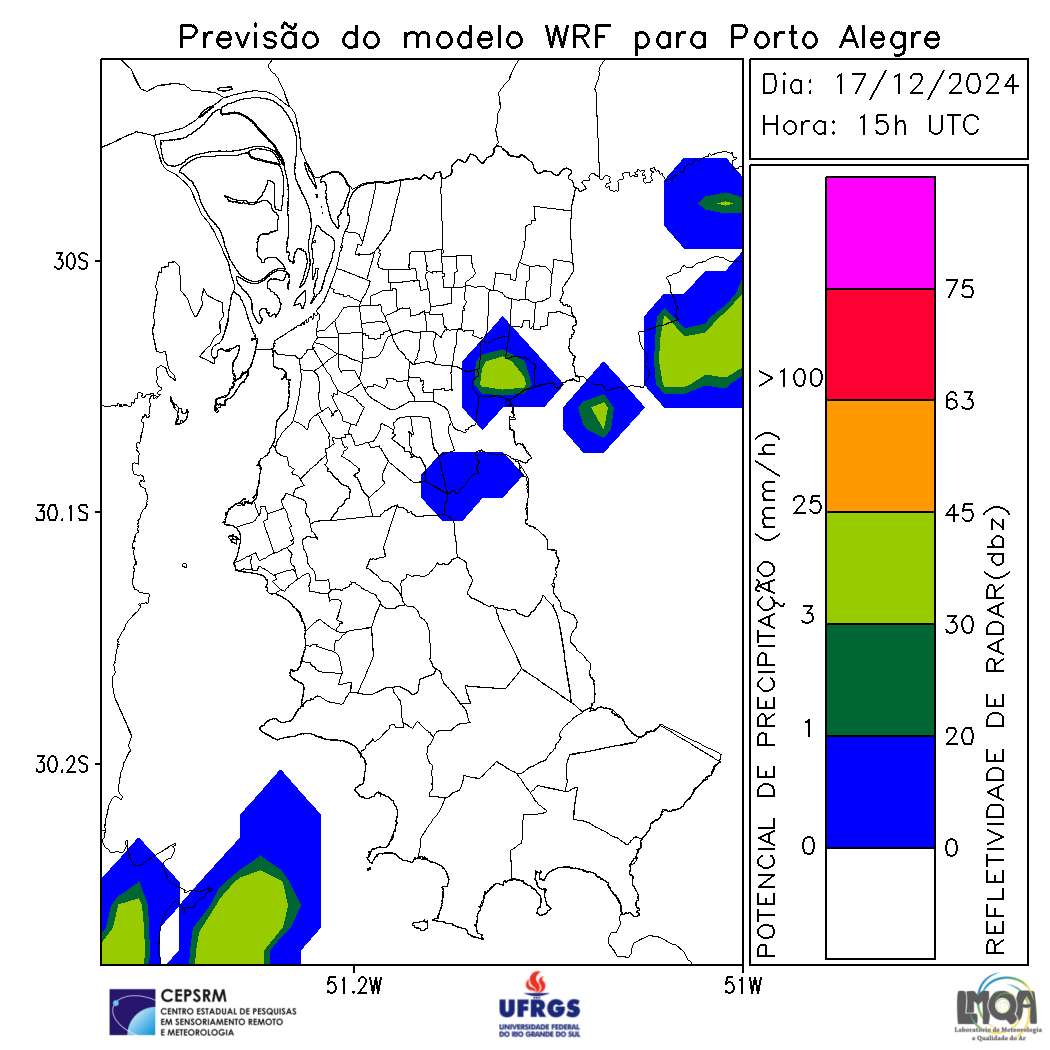 Previsão do modelo WRF para Porto Alegre
Dia: 17/12/2024
Hora: 15h UTC
30S
30.1S
30.2S
51.2W
51W
POTENCIAL DE PRECIPITAÇÃO (mm/h)
>100
25
3
1
0
75
63
45
30
20
0
REFLETIVIDADE DE RADAR(dbz)
CEPSRM
CENTRO ESTADUAL DE PESQUISAS
EM SENSORIAMENTO REMOTO
E METEOROLOGIA
UFRGS
UNIVERSIDADE FEDERAL
DO RIO GRANDE DO SUL
LMQA
Laboratório de Meteorologia
e Qualidade do Ar